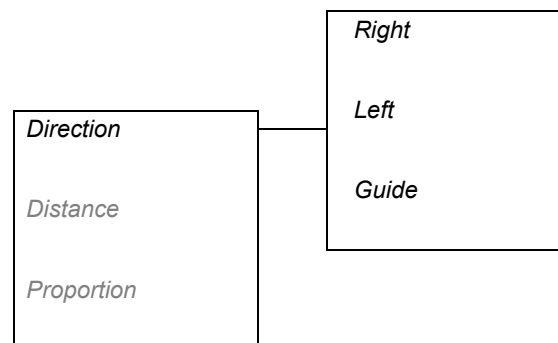 Direction
Distance
Proportion
Right
Left
Guide